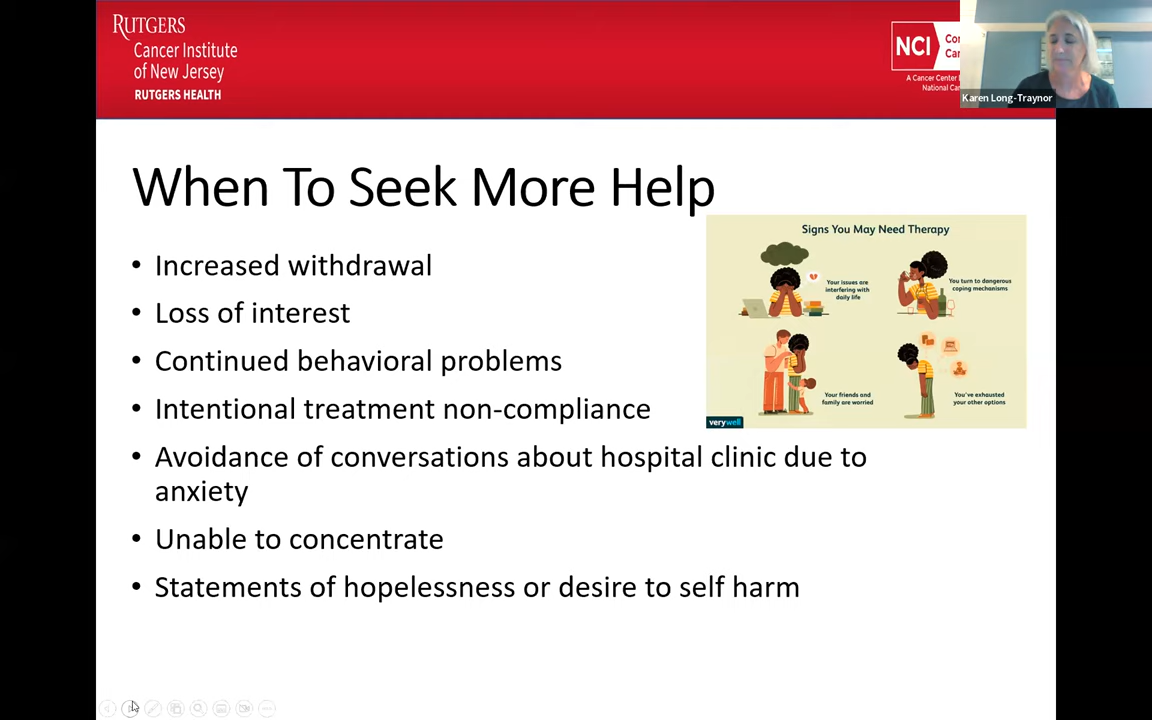 RUTGERS
Cancer Institute
of New Jersey
RUTGERS HEALTH
NCI
A Cancer Center
Karen Long-Traynor
When To Seek More Help
• Increased withdrawal
• Loss of interest
• Continued behavioral problems
• Intentional treatment non-compliance
• Avoidance of conversations about hospital clinic due to
anxiety
• Unable to concentrate
• Statements of hopelessness or desire to self harm
Signs You May Need Therapy
Your issues are
interfering with
daily life
You turn to dangerous
coping mechanisms
Your friends and
family are worried
You've exhausted
your other options
verywell